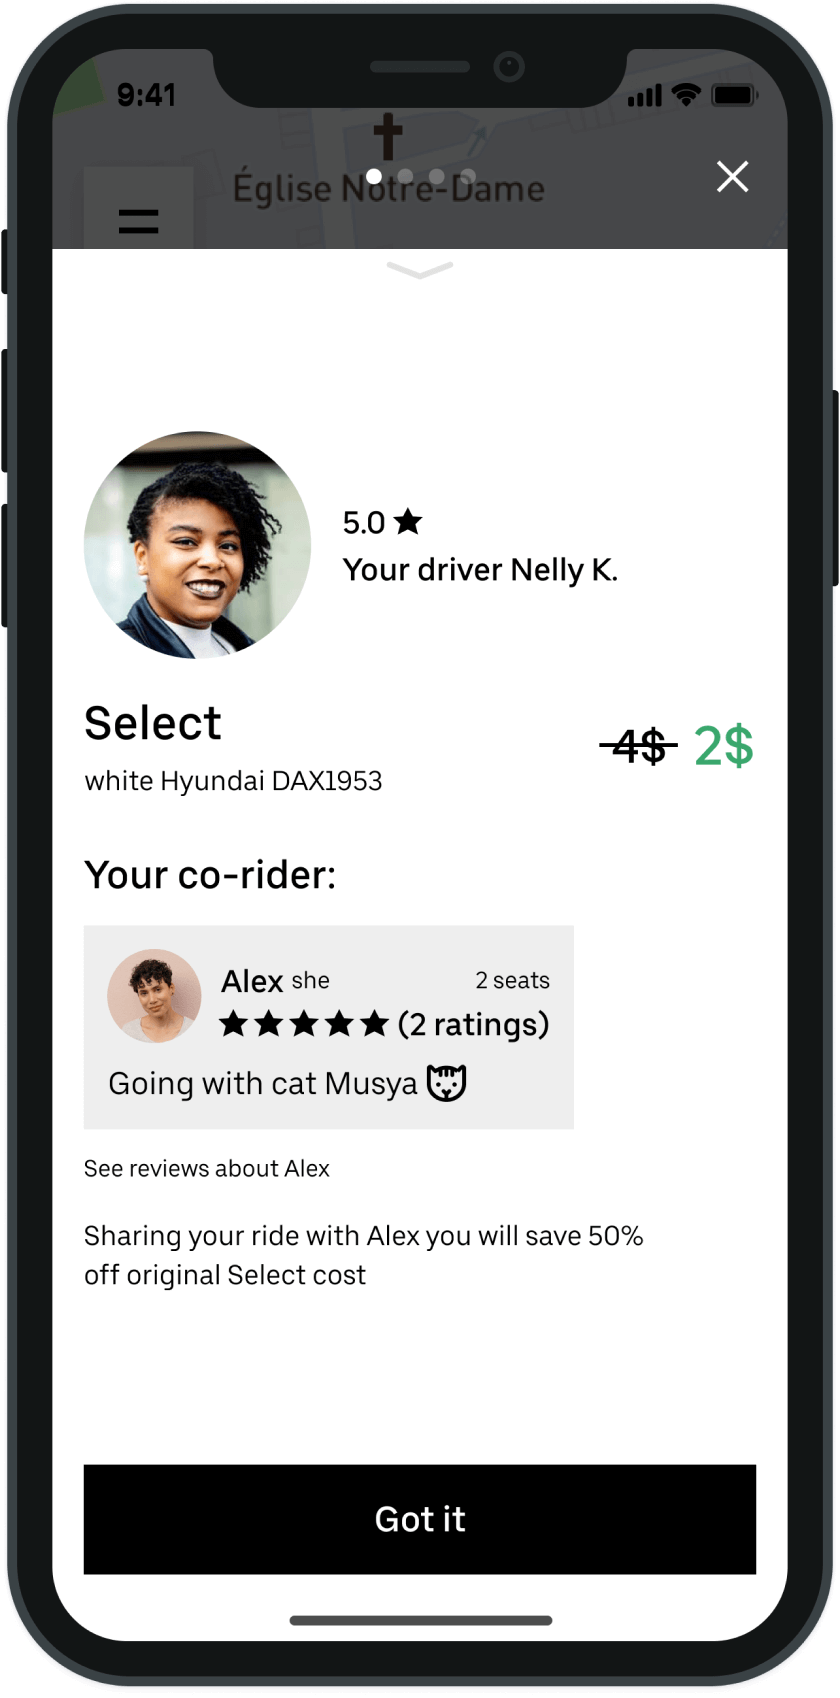 9:41
Église Notre-Dame
5.0 ★
Your driver Nelly K.
Select
4$ 2$
white Hyundai DAX1953
Your co-rider:
Alex she 2 seats
★★★★★ (2 ratings)
Going with cat Musya
See reviews about Alex
Sharing your ride with Alex you will save 50%
off original Select cost
Got it